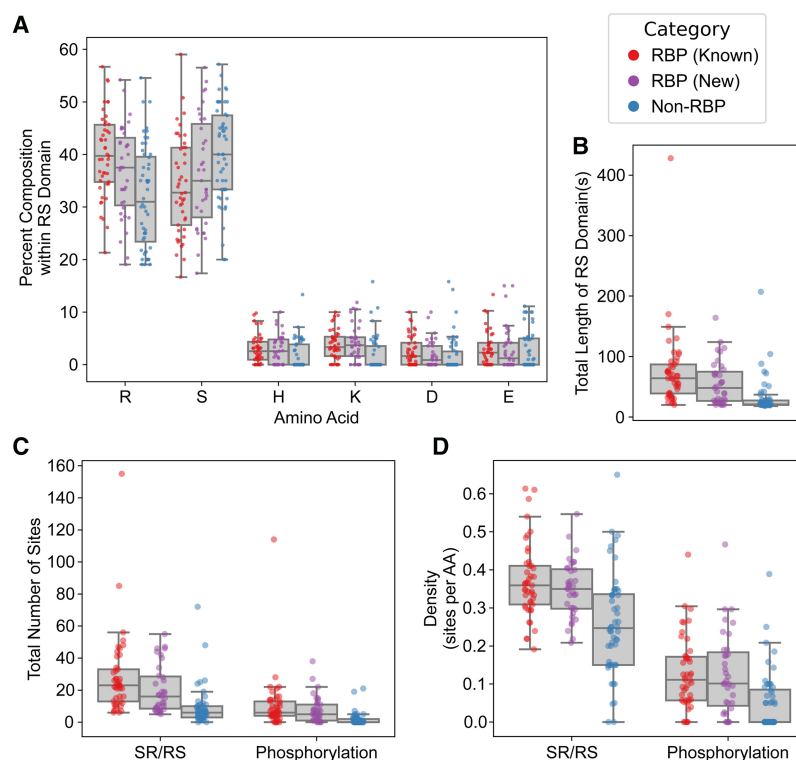 A
Percent Composition
within RS Domain
60
50
40
30
20
10
0
R
S
H
K
D
E
Amino Acid
Category
RBP (Known)
RBP (New)
Non-RBP
B
Total Length of RS Domain(s)
400
300
200
100
0
C
Total Number of Sites
160
140
120
100
80
60
40
20
0
SR/RS
Phosphorylation
D
Density
(sites per AA)
0.6
0.5
0.4
0.3
0.2
0.1
0.0
SR/RS
Phosphorylation